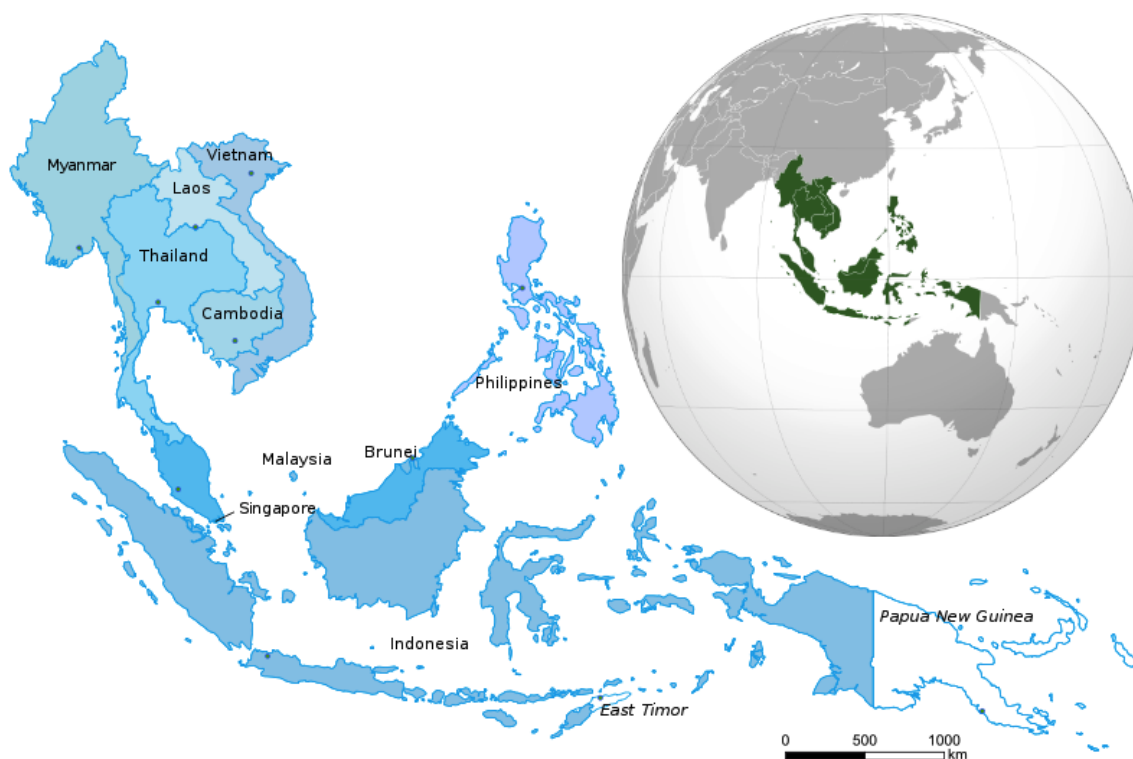 Vietnam
Myanmar
Laos
Thailand
Cambodia
Philippines
Brunei
Malaysia
Singapore
Papua New Guinea
Indonesia
East Timor
0 500 1000
km